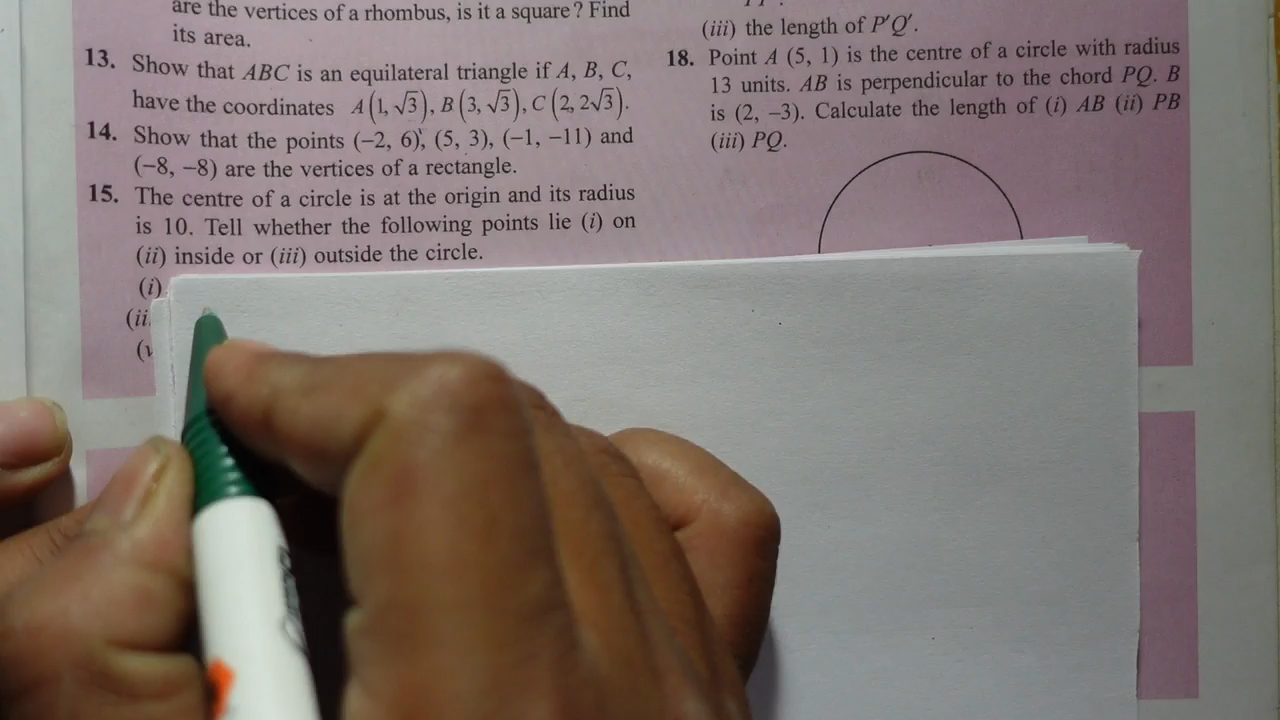 are the vertices of a rhombus, is it a square? Find
its area.
13. Show that ABC is an equilateral triangle if A, B, C,
have the coordinates A(1, √3), B(3, √3), C(2, 2√3).
14. Show that the points (−2, 6), (5, 3), (−1, −11) and
(−8, −8) are the vertices of a rectangle.
15. The centre of a circle is at the origin and its radius
is 10. Tell whether the following points lie (i) on
(ii) inside or (iii) outside the circle.
(i)
(ii
(v
(iii) the length of P′Q′.
18. Point A (5, 1) is the centre of a circle with radius
13 units. AB is perpendicular to the chord PQ. B
is (2, −3). Calculate the length of (i) AB (ii) PB
(iii) PQ.